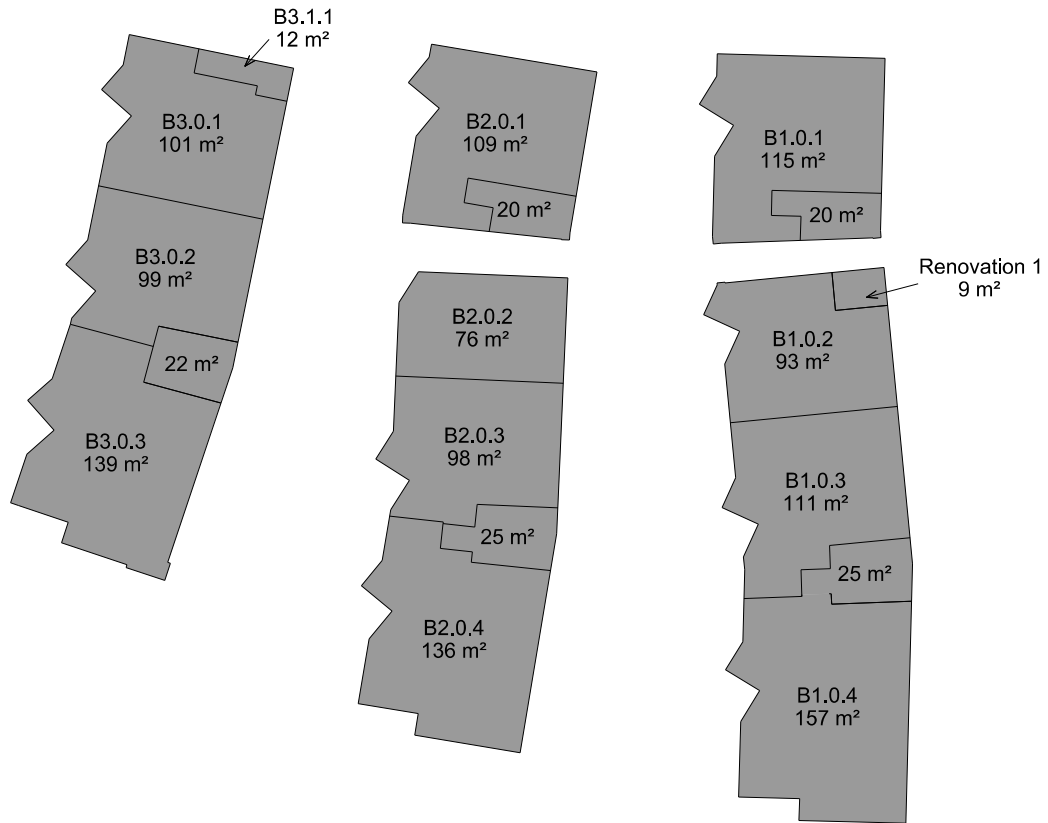 B3.1.1
12 m²
B3.0.1
101 m²
B3.0.2
99 m²
22 m²
B3.0.3
139 m²
B2.0.1
109 m²
20 m²
B2.0.2
76 m²
B2.0.3
98 m²
25 m²
B2.0.4
136 m²
B1.0.1
115 m²
20 m²
Renovation 1
9 m²
B1.0.2
93 m²
B1.0.3
111 m²
25 m²
B1.0.4
157 m²